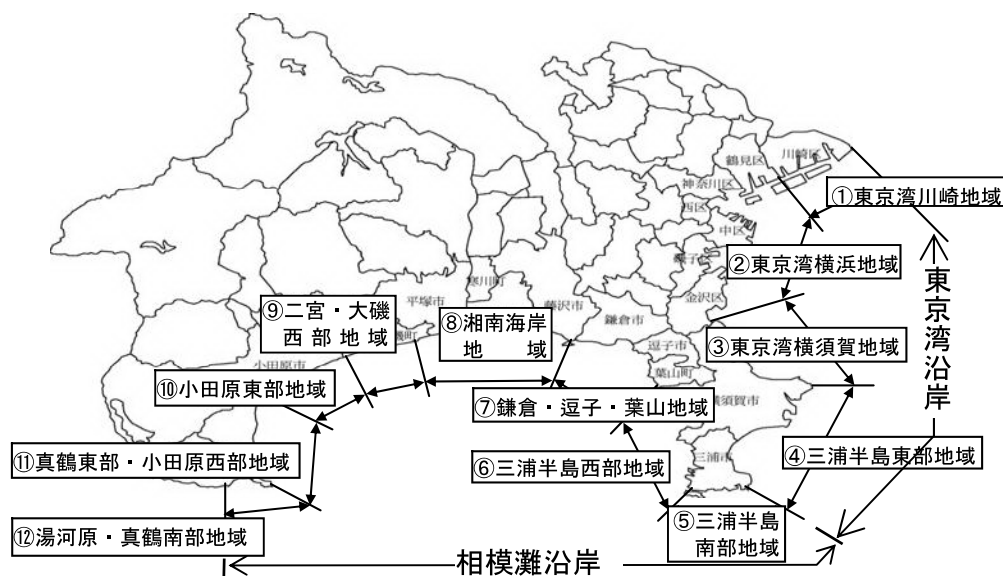 川崎区
鶴見区
神奈川区
①東京湾川崎地域
西区
中区
②東京湾横浜地域
東京湾沿岸
寒川町
平塚市
金沢区
⑨二宮・大磯
西部地域
藤沢市
鎌倉市
⑧湘南海岸
地域
③東京湾横須賀地域
逗子市
小田原市
葉山町
⑩小田原東部地域
⑦鎌倉・逗子・葉山地域
横須賀市
⑪真鶴東部・小田原西部地域
三浦市
⑥三浦半島西部地域
④三浦半島東部地域
⑤三浦半島
南部地域
⑫湯河原・真鶴南部地域
相模灘沿岸